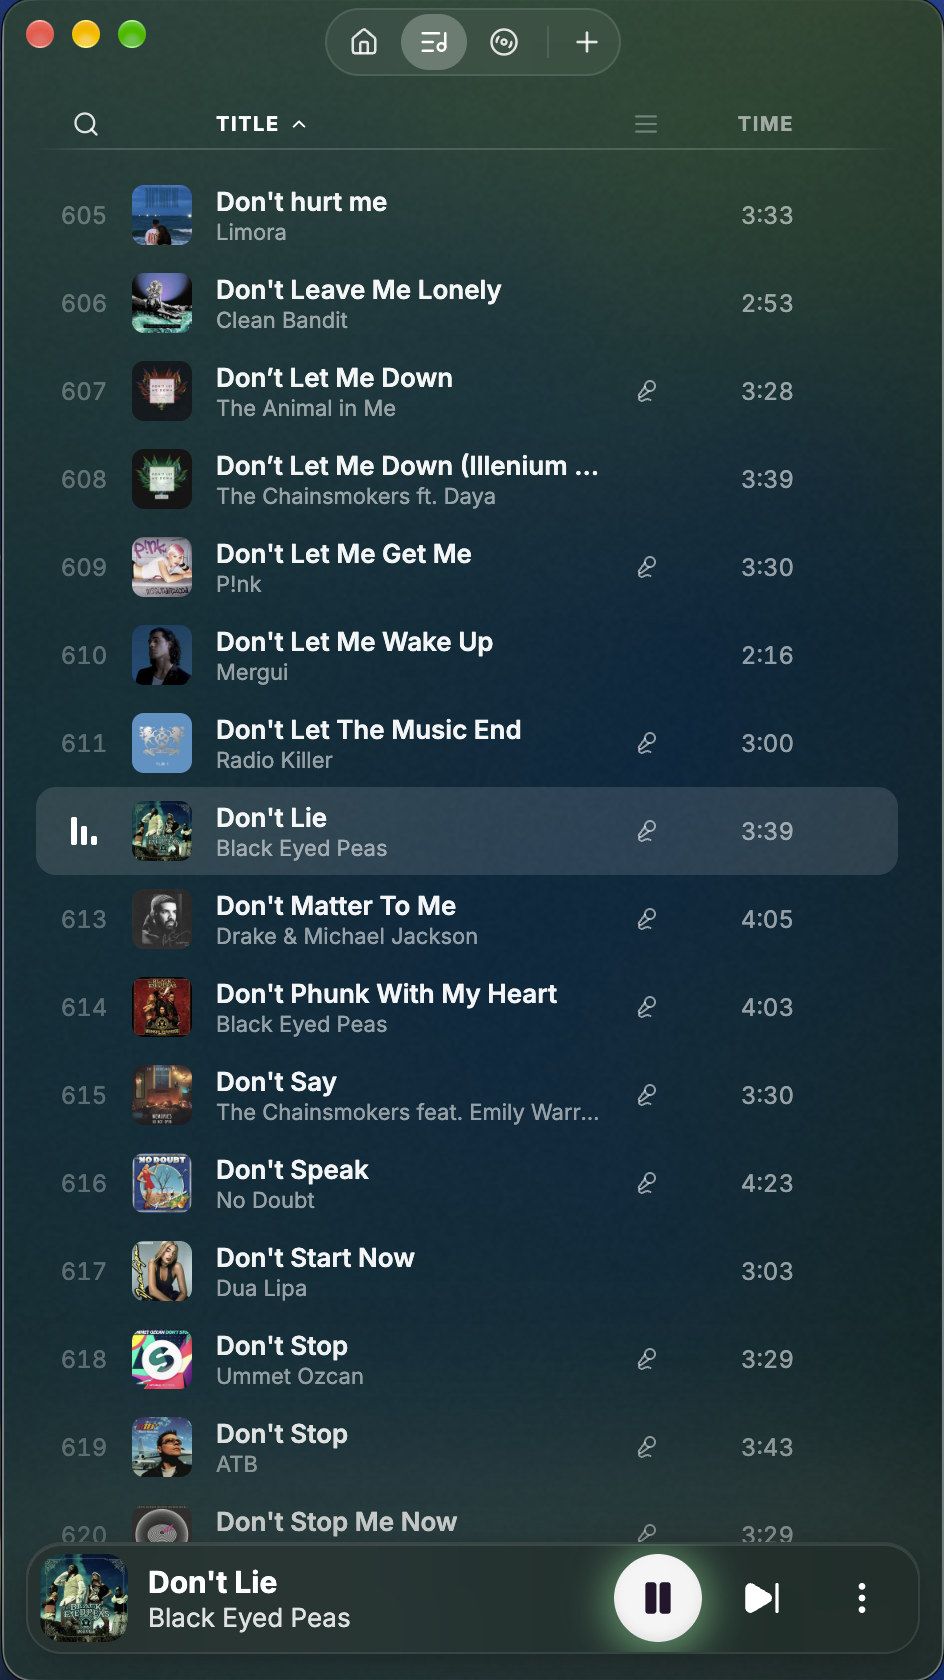 TITLE TIME
605 Don't hurt me 3:33
Limora
606 Don't Leave Me Lonely 2:53
Clean Bandit
607 Don’t Let Me Down 3:28
The Animal in Me
608 Don’t Let Me Down (Illenium ... 3:39
The Chainsmokers ft. Daya
609 Don't Let Me Get Me 3:30
P!nk
610 Don't Let Me Wake Up 2:16
Mergui
611 Don't Let The Music End 3:00
Radio Killer
Don't Lie 3:39
Black Eyed Peas
613 Don't Matter To Me 4:05
Drake & Michael Jackson
614 Don't Phunk With My Heart 4:03
Black Eyed Peas
615 Don't Say 3:30
The Chainsmokers feat. Emily Warr...
616 Don't Speak 4:23
No Doubt
617 Don't Start Now 3:03
Dua Lipa
618 Don't Stop 3:29
Ummet Ozcan
619 Don't Stop 3:43
ATB
620 Don't Stop Me Now 3:29
Don't Lie
Black Eyed Peas